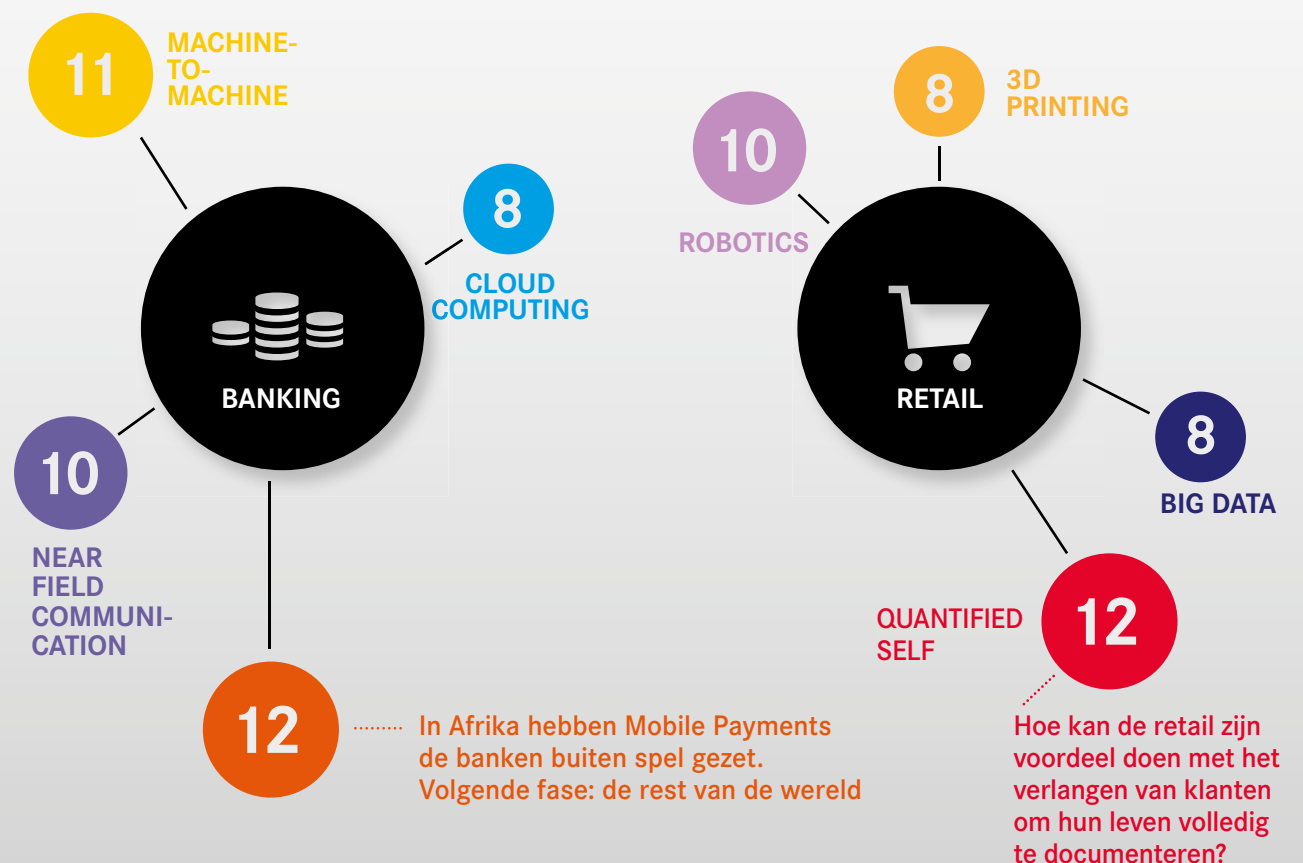 11
MACHINE-
TO-
MACHINE
8
CLOUD
COMPUTING
BANKING
10
NEAR
FIELD
COMMUNI-
CATION
12
In Afrika hebben Mobile Payments
de banken buiten spel gezet.
Volgende fase: de rest van de wereld
8
3D
PRINTING
10
ROBOTICS
RETAIL
8
BIG DATA
QUANTIFIED
SELF
12
Hoe kan de retail zijn
voordeel doen met het
verlangen van klanten
om hun leven volledig
te documenteren?